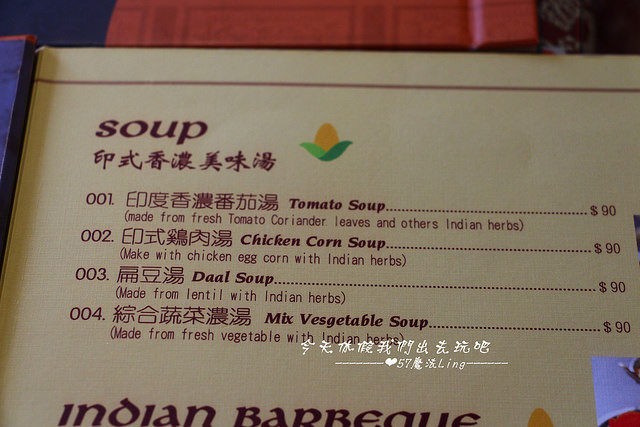 soup
印式香濃美味湯
001. 印度香濃番茄湯 Tomato Soup $ 90
(made from fresh Tomato Coriander leaves and others Indian herbs)
002. 印式鷄肉湯 Chicken Corn Soup $ 90
(Make with chicken egg corn with Indian herbs)
003. 扁豆湯 Daal Soup $ 90
(Made from lentil with Indian herbs)
004. 綜合蔬菜濃湯 Mix Vesgetable Soup $ 90
(Made from fresh vegetable with Indian herbs)
今天休假我們出去玩吧
❤57魔法Ling
INDIAN BARBEQUE